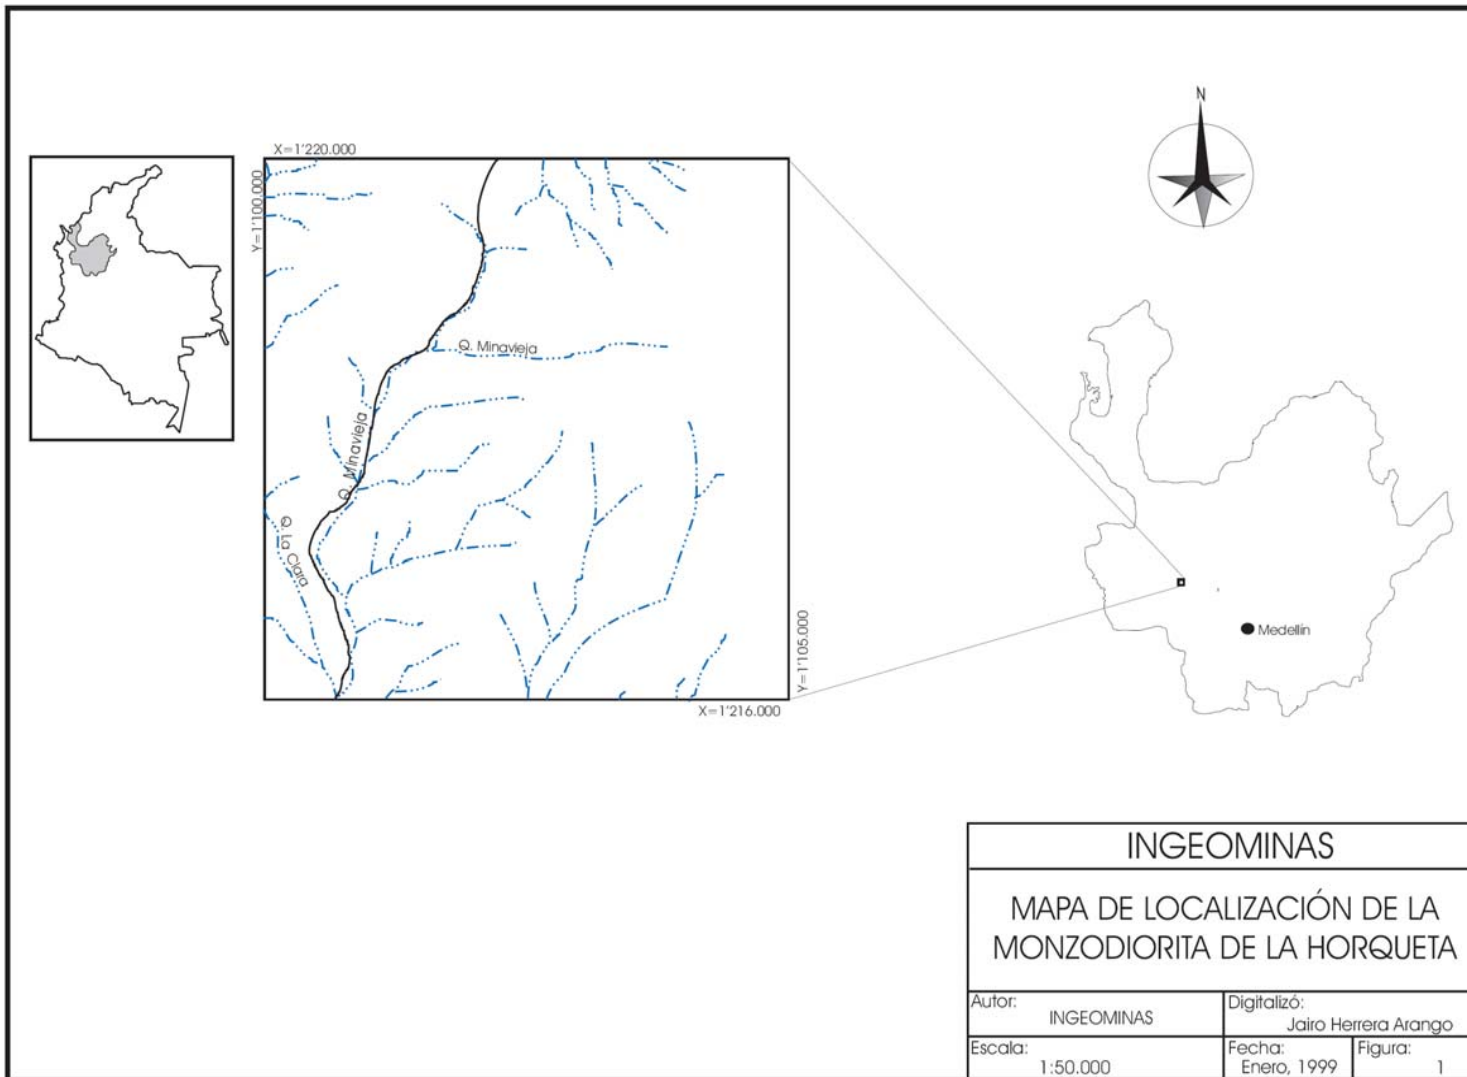 N
X=1'220.000
Y=1'100.000
Q. Minavieja
Q. Minavieja
Q. La Clara
Y=1'105.000
X=1'216.000
Medellín
INGEOMINAS
MAPA DE LOCALIZACIÓN DE LA
MONZODIORITA DE LA HORQUETA
Autor:
INGEOMINAS
Digitalizó:
Jairo Herrera Arango
Escala:
1:50.000
Fecha:
Enero, 1999
Figura:
1